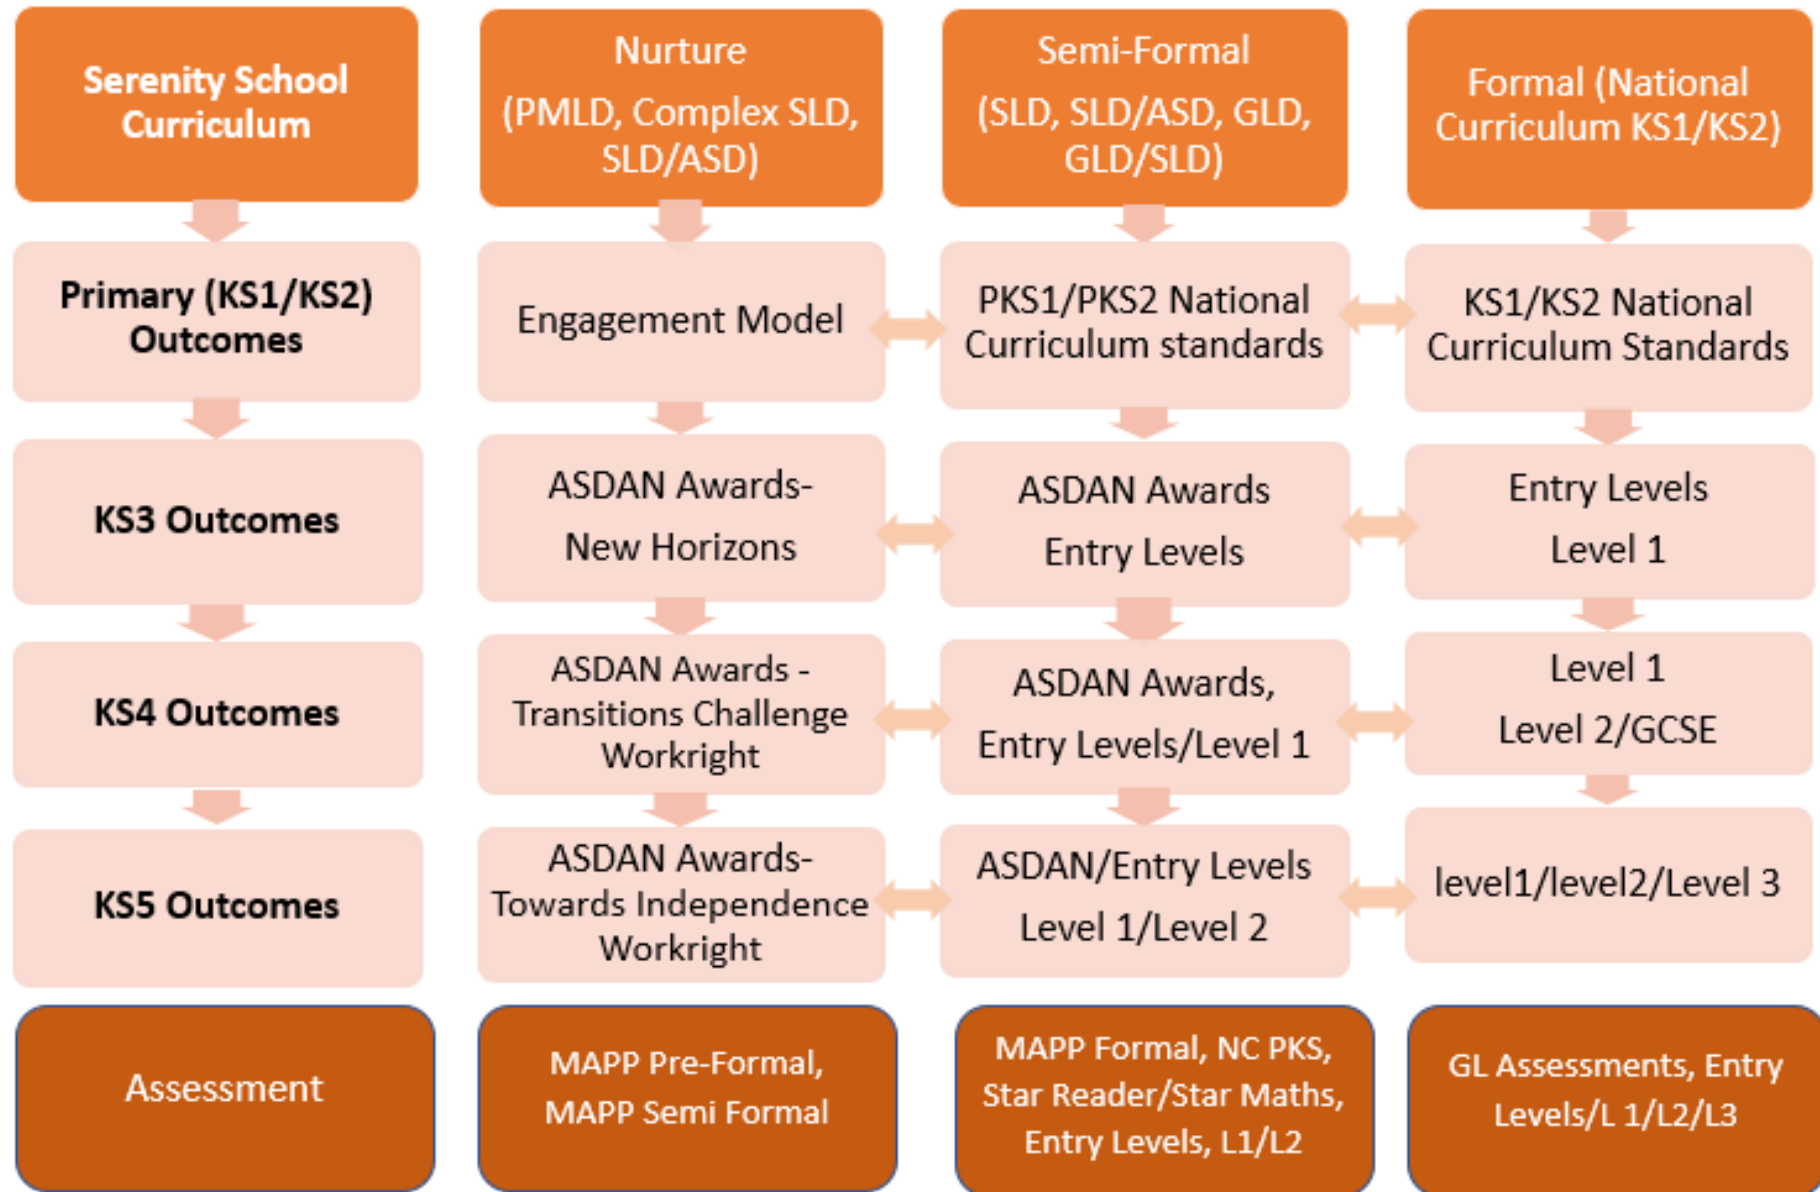 Serenity School
Curriculum
Nurture
(PMLD, Complex SLD,
SLD/ASD)
Semi-Formal
(SLD, SLD/ASD, GLD,
GLD/SLD)
Formal (National
Curriculum KS1/KS2)
Primary (KS1/KS2)
Outcomes
Engagement Model
PKS1/PKS2 National
Curriculum standards
KS1/KS2 National
Curriculum Standards
KS3 Outcomes
ASDAN Awards-
New Horizons
ASDAN Awards
Entry Levels
Entry Levels
Level 1
KS4 Outcomes
ASDAN Awards -
Transitions Challenge
Workright
ASDAN Awards,
Entry Levels/Level 1
Level 1
Level 2/GCSE
KS5 Outcomes
ASDAN Awards-
Towards Independence
Workright
ASDAN/Entry Levels
Level 1/Level 2
level1/level2/Level 3
Assessment
MAPP Pre-Formal,
MAPP Semi Formal
MAPP Formal, NC PKS,
Star Reader/Star Maths,
Entry Levels, L1/L2
GL Assessments, Entry
Levels/L 1/L2/L3